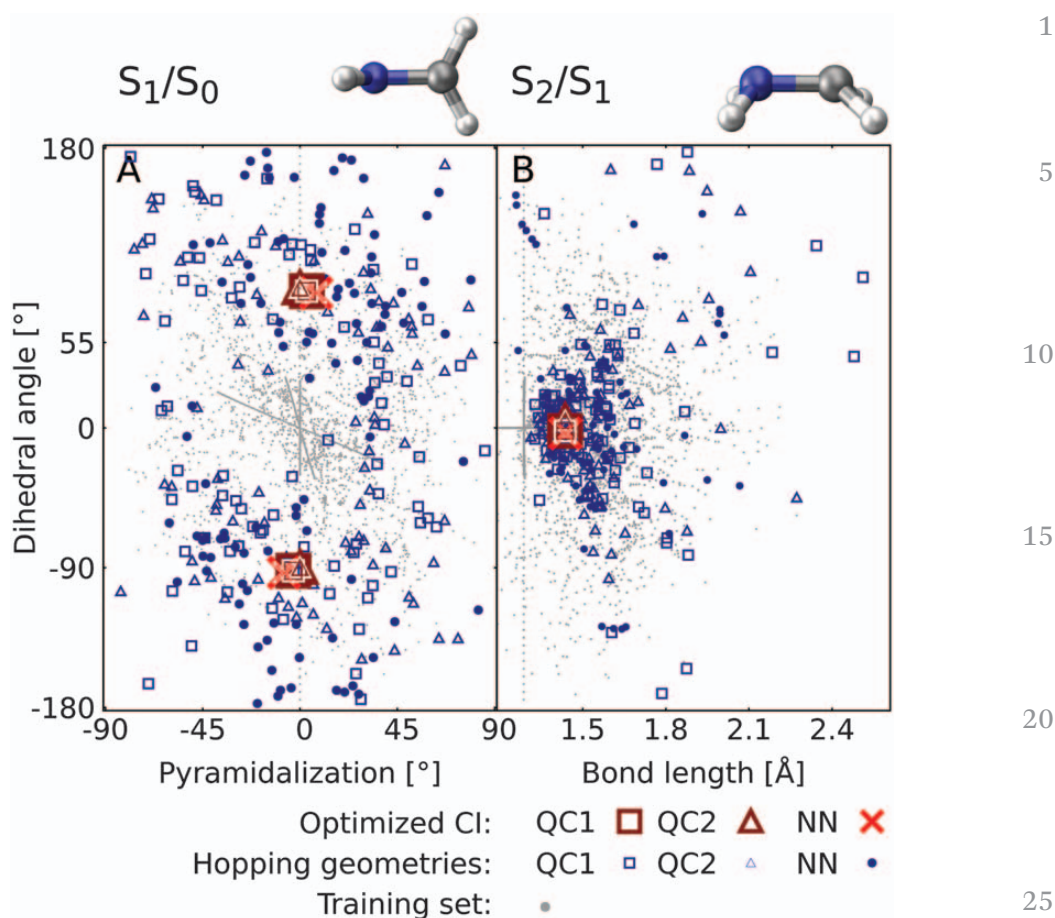 S1/S0
S2/S1
A
B
180
55
0
-90
-180
Dihedral angle [°]
-90 -45 0 45 90 1.5 1.8 2.1 2.4
Pyramidalization [°]
Bond length [Å]
Optimized CI: QC1 QC2 NN
Hopping geometries: QC1 QC2 NN
Training set:
1
5
10
15
20
25